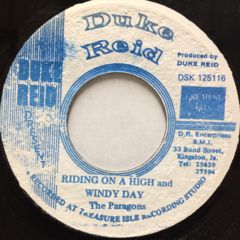 Duke
Reid
Produced by
DUKE REID
DSK 125116
DUKE
REID
D.R. Enterprises
B.M.I.
33 Bond Street,
Kingston, Ja.
Tel: 25629
27594
RIDING ON A HIGH and
WINDY DAY
The Paragons
RECORDED AT TREASURE ISLE RECORDING STUDIO